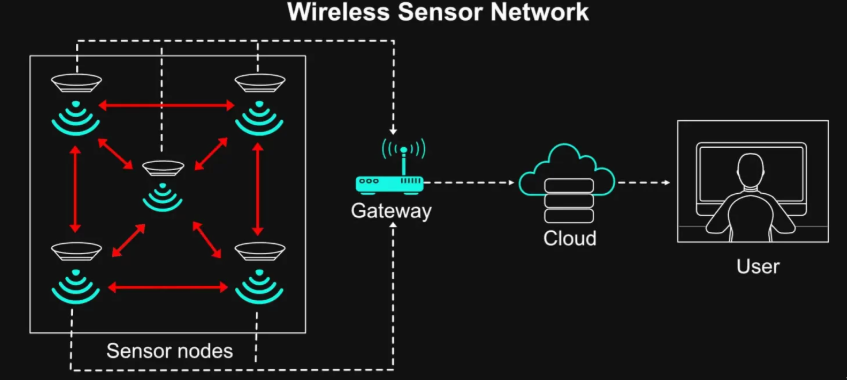 Wireless Sensor Network
Gateway
Cloud
User
Sensor nodes